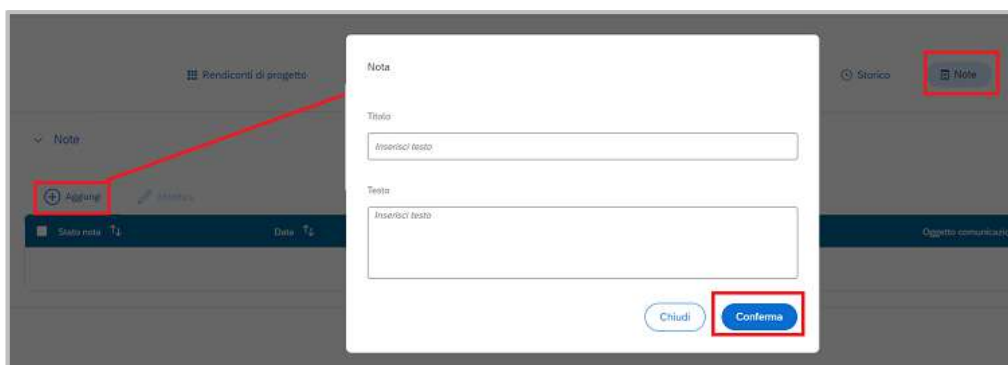 Rendiconti di progetto
Storico
Note
Note
Aggiungi
Modifica
Stato nota
Data
Oggetto comunicazio
Nota
Titolo
Inserisci testo
Testo
Inserisci testo
Chiudi
Conferma